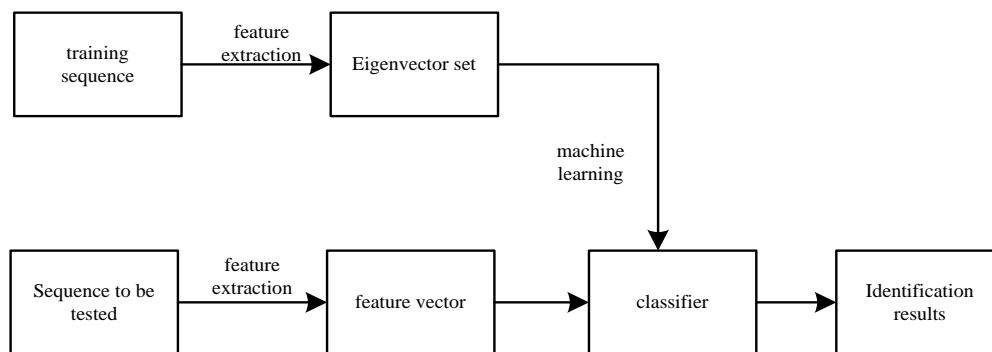 training
sequence
feature
extraction
Eigenvector set
machine
learning
Sequence to be
tested
feature
extraction
feature vector
classifier
Identification
results